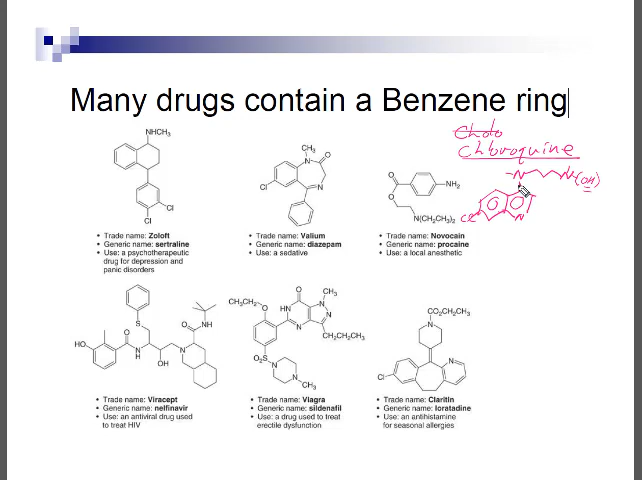 Many drugs contain a Benzene ring
Cholo
Chloroquine
N
N
(OH)
Cl
N
NHCH₃
Cl
Cl
• Trade name: Zoloft
• Generic name: sertraline
• Use: a psychotherapeutic
drug for depression and
panic disorders
CH₃
N
O
Cl
N
• Trade name: Valium
• Generic name: diazepam
• Use: a sedative
O
O
NH₂
N(CH₂CH₃)₂
• Trade name: Novocain
• Generic name: procaine
• Use: a local anesthetic
S
O
NH
O
HO
N
H
OH
N
• Trade name: Viracept
• Generic name: nelfinavir
• Use: an antiviral drug used
to treat HIV
CH₃CH₂
O
O
CH₃
HN
N
N
N
CH₂CH₂CH₃
O₂S
N
N
CH₃
• Trade name: Viagra
• Generic name: sildenafil
• Use: a drug used to treat
erectile dysfunction
CO₂CH₂CH₃
N
N
Cl
• Trade name: Claritin
• Generic name: loratadine
• Use: an antihistamine
for seasonal allergies